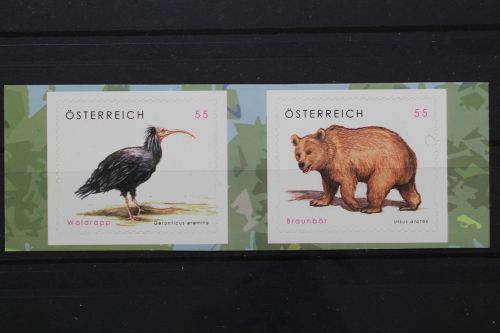 ÖSTERREICH 55
Waldrapp Geronticus eremita
ÖSTERREICH 55
Braunbär Ursus arctos